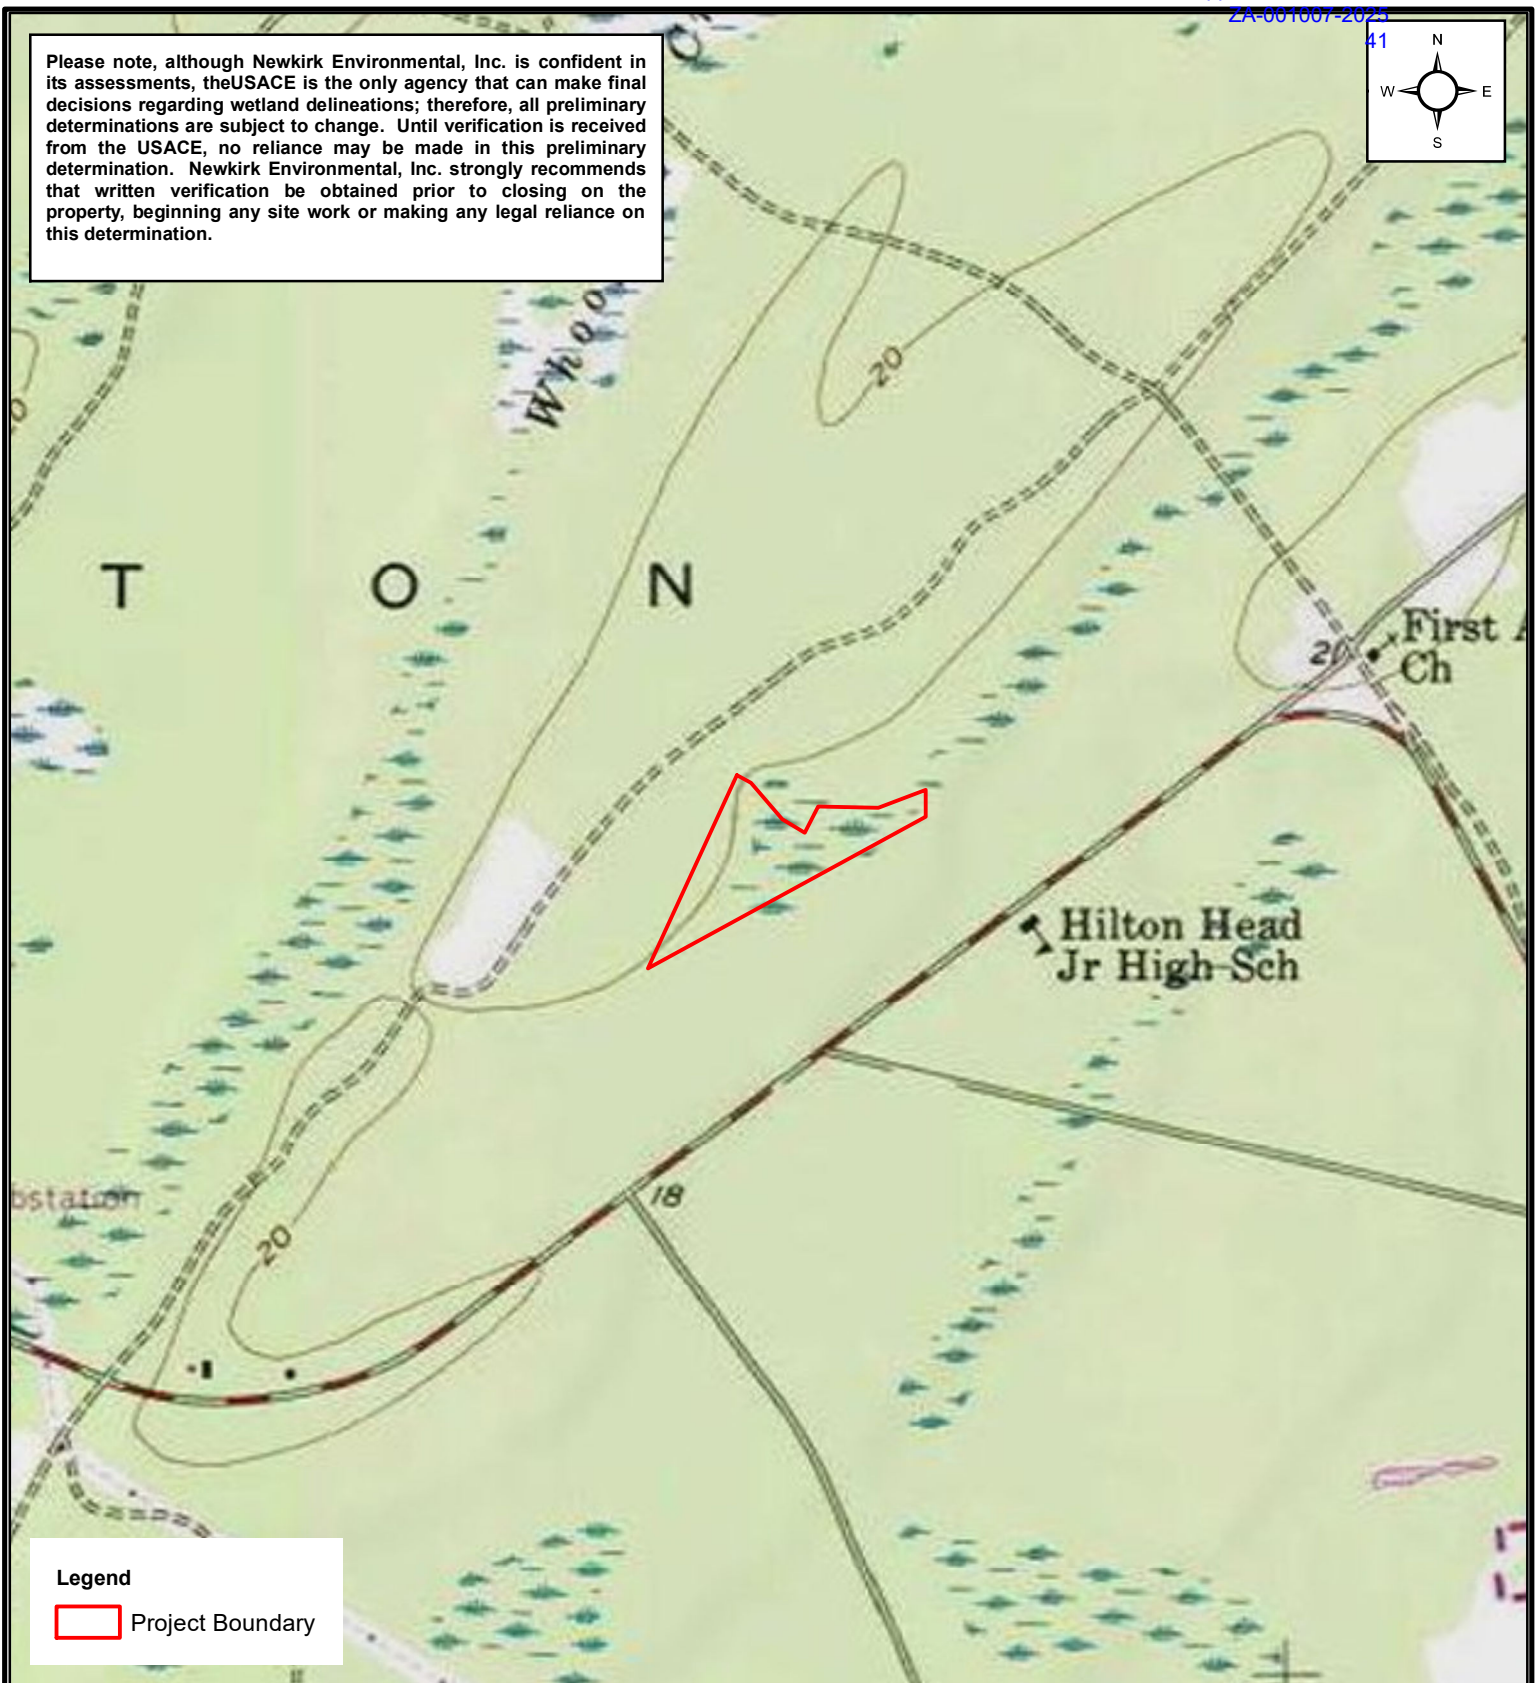 ZA-001007-2025
41
Please note, although Newkirk Environmental, Inc. is confident in
its assessments, theUSACE is the only agency that can make final
decisions regarding wetland delineations; therefore, all preliminary
determinations are subject to change. Until verification is received
from the USACE, no reliance may be made in this preliminary
determination. Newkirk Environmental, Inc. strongly recommends
that written verification be obtained prior to closing on the
property, beginning any site work or making any legal reliance on
this determination.
N
W E
S
Whoo
20
T O N
First
20
Ch
Hilton Head
Jr High Sch
bstation
18
20
Legend
Project Boundary